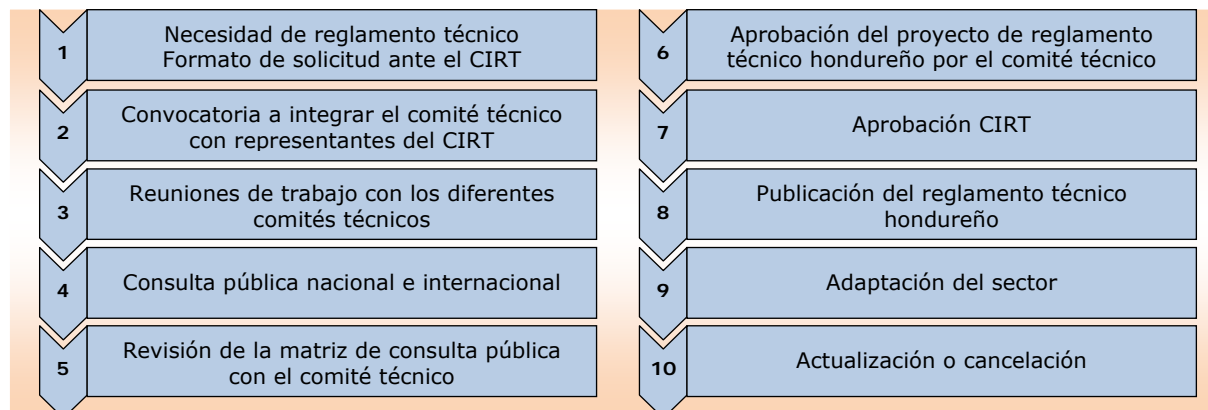 1
Necesidad de reglamento técnico
Formato de solicitud ante el CIRT
2
Convocatoria a integrar el comité técnico
con representantes del CIRT
3
Reuniones de trabajo con los diferentes
comités técnicos
4
Consulta pública nacional e internacional
5
Revisión de la matriz de consulta pública
con el comité técnico
6
Aprobación del proyecto de reglamento
técnico hondureño por el comité técnico
7
Aprobación CIRT
8
Publicación del reglamento técnico
hondureño
9
Adaptación del sector
10
Actualización o cancelación